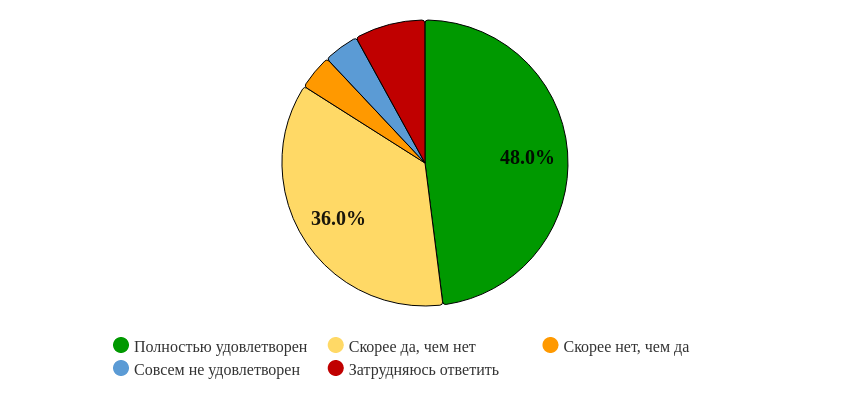 48.0%
36.0%
Полностью удовлетворен Скорее да, чем нет Скорее нет, чем да
Совсем не удовлетворен Затрудняюсь ответить